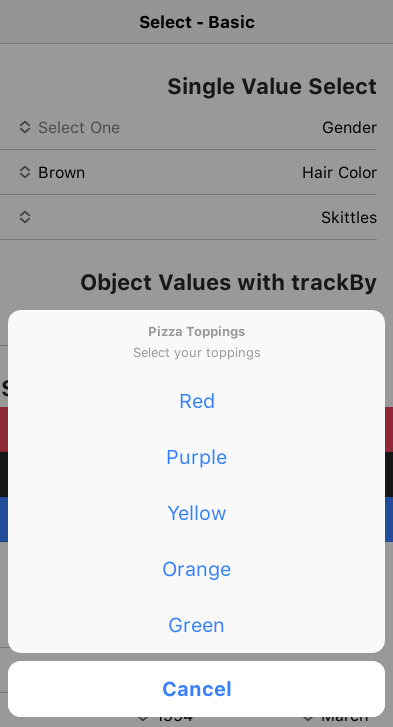 Select - Basic
Single Value Select
Gender
Select One
Hair Color
Brown
Skittles
Object Values with trackBy
S
Pizza Toppings
Select your toppings
Red
Purple
Yellow
Orange
Green
Cancel
March
1994